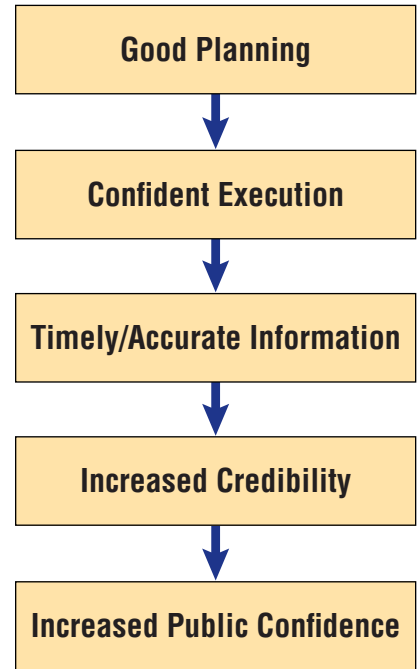 Good Planning
Confident Execution
Timely/Accurate Information
Increased Credibility
Increased Public Confidence